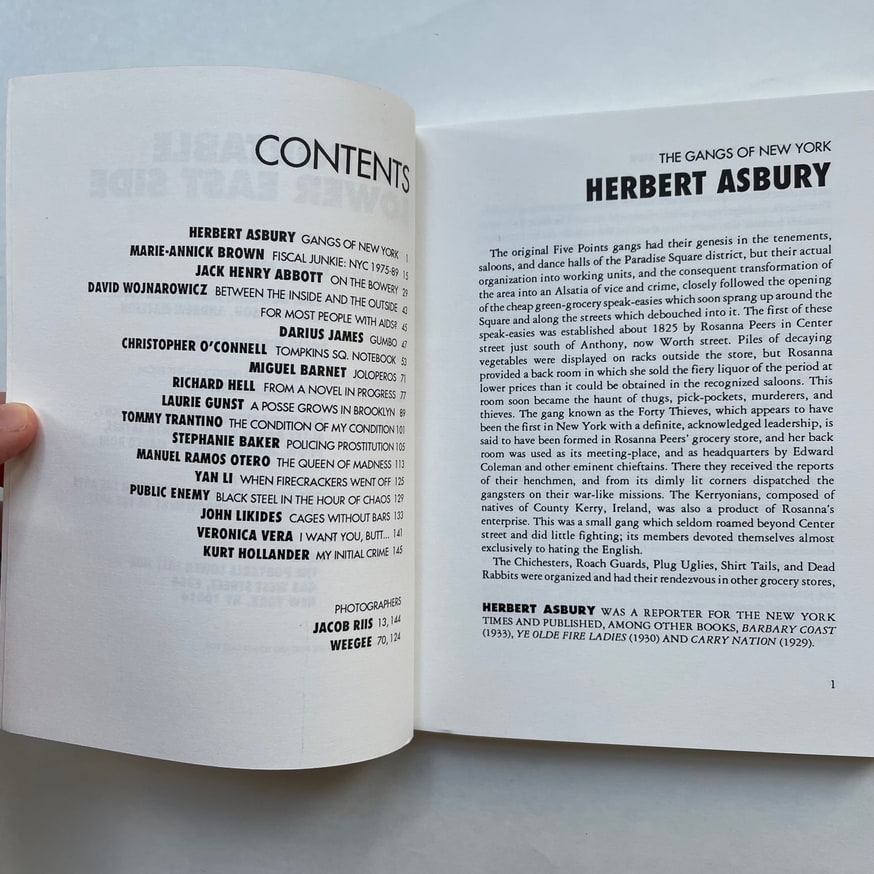 CONTENTS
HERBERT ASBURY GANGS OF NEW YORK 1
MARIE-ANNICK BROWN FISCAL JUNKIE: NYC 1975-89 15
JACK HENRY ABBOTT ON THE BOWERY 29
DAVID WOJNAROWICZ BETWEEN THE INSIDE AND THE OUTSIDE 43
FOR MOST PEOPLE WITH AIDS? 45
DARIUS JAMES GUMBO 47
CHRISTOPHER O'CONNELL TOMPKINS SQ. NOTEBOOK 53
MIGUEL BARNET JOLOPEROS 71
RICHARD HELL FROM A NOVEL IN PROGRESS 77
LAURIE GUNST A POSSE GROWS IN BROOKLYN 89
TOMMY TRANTINO THE CONDITION OF MY CONDITION 101
STEPHANIE BAKER POLICING PROSTITUTION 105
MANUEL RAMOS OTERO THE QUEEN OF MADNESS 113
YAN LI WHEN FIRECRACKERS WENT OFF 125
PUBLIC ENEMY BLACK STEEL IN THE HOUR OF CHAOS 129
JOHN LIKIDES CAGES WITHOUT BARS 133
VERONICA VERA I WANT YOU, BUTT... 141
KURT HOLLANDER MY INITIAL CRIME 145
PHOTOGRAPHERS
JACOB RIIS 13, 144
WEEGEE 70, 124
THE GANGS OF NEW YORK
HERBERT ASBURY
The original Five Points gangs had their genesis in the tenements,
saloons, and dance halls of the Paradise Square district, but their actual
organization into working units, and the consequent transformation of
the area into an Alsatia of vice and crime, closely followed the opening
of the cheap green-grocery speak-easies which soon sprang up around the
Square and along the streets which debouched into it. The first of these
speak-easies was established about 1825 by Rosanna Peers in Center
street just south of Anthony, now Worth street. Piles of decaying
vegetables were displayed on racks outside the store, but Rosanna
provided a back room in which she sold the fiery liquor of the period at
lower prices than it could be obtained in the recognized saloons. This
room soon became the haunt of thugs, pick-pockets, murderers, and
thieves. The gang known as the Forty Thieves, which appears to have
been the first in New York with a definite, acknowledged leadership, is
said to have been formed in Rosanna Peers' grocery store, and her back
room was used as its meeting-place, and as headquarters by Edward
Coleman and other eminent chieftains. There they received the reports
of their henchmen, and from its dimly lit corners dispatched the
gangsters on their war-like missions. The Kerryonians, composed of
natives of County Kerry, Ireland, was also a product of Rosanna's
enterprise. This was a small gang which seldom roamed beyond Center
street and did little fighting; its members devoted themselves almost
exclusively to hating the English.
The Chichesters, Roach Guards, Plug Uglies, Shirt Tails, and Dead
Rabbits were organized and had their rendezvous in other grocery stores,
HERBERT ASBURY WAS A REPORTER FOR THE NEW YORK
TIMES AND PUBLISHED, AMONG OTHER BOOKS, BARBARY COAST
(1933), YE OLDE FIRE LADIES (1930) AND CARRY NATION (1929).
1